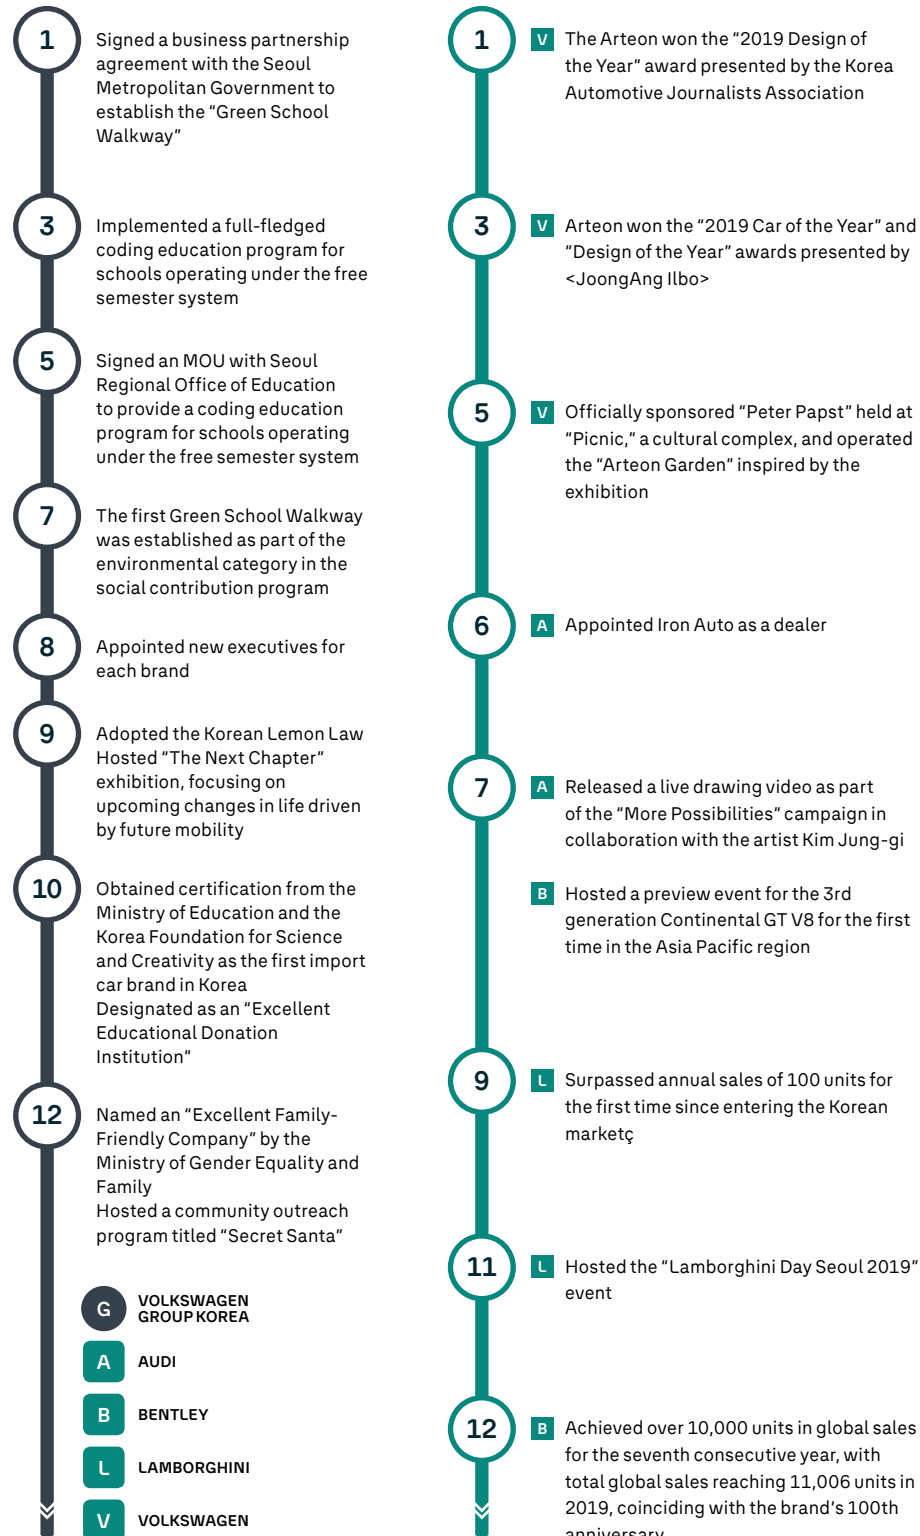 1
Signed a business partnership
agreement with the Seoul
Metropolitan Government to
establish the “Green School
Walkway”
3
Implemented a full-fledged
coding education program for
schools operating under the free
semester system
5
Signed an MOU with Seoul
Regional Office of Education
to provide a coding education
program for schools operating
under the free semester system
7
The first Green School Walkway
was established as part of the
environmental category in the
social contribution program
8
Appointed new executives for
each brand
9
Adopted the Korean Lemon Law
Hosted “The Next Chapter”
exhibition, focusing on
upcoming changes in life driven
by future mobility
10
Obtained certification from the
Ministry of Education and the
Korea Foundation for Science
and Creativity as the first import
car brand in Korea
Designated as an “Excellent
Educational Donation
Institution”
12
Named an “Excellent Family-
Friendly Company” by the
Ministry of Gender Equality and
Family
Hosted a community outreach
program titled “Secret Santa”
G VOLKSWAGEN
GROUP KOREA
A AUDI
B BENTLEY
L LAMBORGHINI
V VOLKSWAGEN
1
V The Arteon won the “2019 Design of
the Year” award presented by the Korea
Automotive Journalists Association
3
V Arteon won the “2019 Car of the Year” and
“Design of the Year” awards presented by
<JoongAng Ilbo>
5
V Officially sponsored “Peter Papst” held at
“Picnic,” a cultural complex, and operated
the “Arteon Garden” inspired by the
exhibition
6
A Appointed Iron Auto as a dealer
7
A Released a live drawing video as part
of the “More Possibilities” campaign in
collaboration with the artist Kim Jung-gi
B Hosted a preview event for the 3rd
generation Continental GT V8 for the first
time in the Asia Pacific region
9
L Surpassed annual sales of 100 units for
the first time since entering the Korean
marketç
11
L Hosted the “Lamborghini Day Seoul 2019”
event
12
B Achieved over 10,000 units in global sales
for the seventh consecutive year, with
total global sales reaching 11,006 units in
2019, coinciding with the brand’s 100th
anniversary